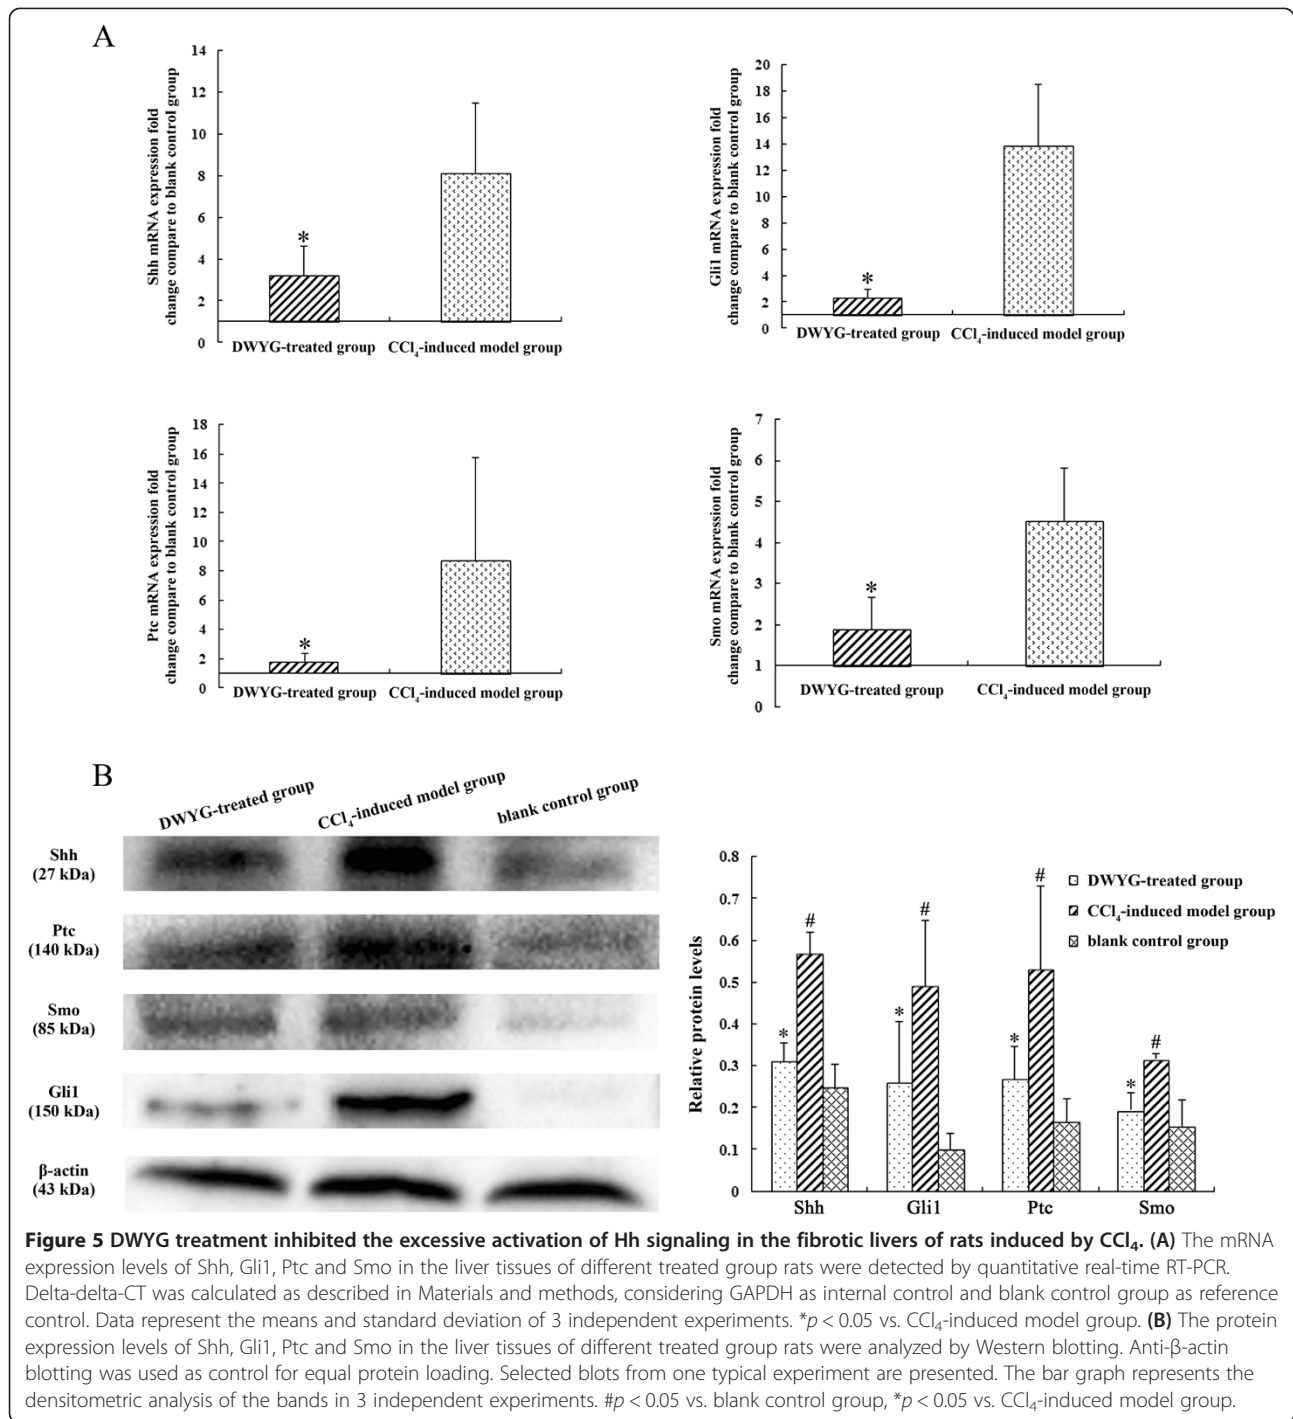 A
Shh mRNA expression fold
change compare to blank control group
14
12
10
8
6
4
2
0
*
DWYG-treated group
CCl4-induced model group
Gli1 mRNA expression fold
change compare to blank control group
20
18
16
14
12
10
8
6
4
2
0
*
DWYG-treated group
CCl4-induced model group
Ptc mRNA expression fold
change compare to blank control group
18
16
14
12
10
8
6
4
2
0
*
DWYG-treated group
CCl4-induced model group
Smo mRNA expression fold
change compare to blank control group
7
6
5
4
3
2
1
0
*
DWYG-treated group
CCl4-induced model group
B
DWYG-treated group
CCl4-induced model group
blank control group
Shh
(27 kDa)
Ptc
(140 kDa)
Smo
(85 kDa)
Gli1
(150 kDa)
β-actin
(43 kDa)
Relative protein levels
0.8
0.7
0.6
0.5
0.4
0.3
0.2
0.1
0
* # * # * # * #
DWYG-treated group
CCl4-induced model group
blank control group
Shh
Gli1
Ptc
Smo
Figure 5 DWYG treatment inhibited the excessive activation of Hh signaling in the fibrotic livers of rats induced by CCl4. (A) The mRNA
expression levels of Shh, Gli1, Ptc and Smo in the liver tissues of different treated group rats were detected by quantitative real-time RT-PCR.
Delta-delta-CT was calculated as described in Materials and methods, considering GAPDH as internal control and blank control group as reference
control. Data represent the means and standard deviation of 3 independent experiments. *p < 0.05 vs. CCl4-induced model group. (B) The protein
expression levels of Shh, Gli1, Ptc and Smo in the liver tissues of different treated group rats were analyzed by Western blotting. Anti-β-actin
blotting was used as control for equal protein loading. Selected blots from one typical experiment are presented. The bar graph represents the
densitometric analysis of the bands in 3 independent experiments. #p < 0.05 vs. blank control group, *p < 0.05 vs. CCl4-induced model group.